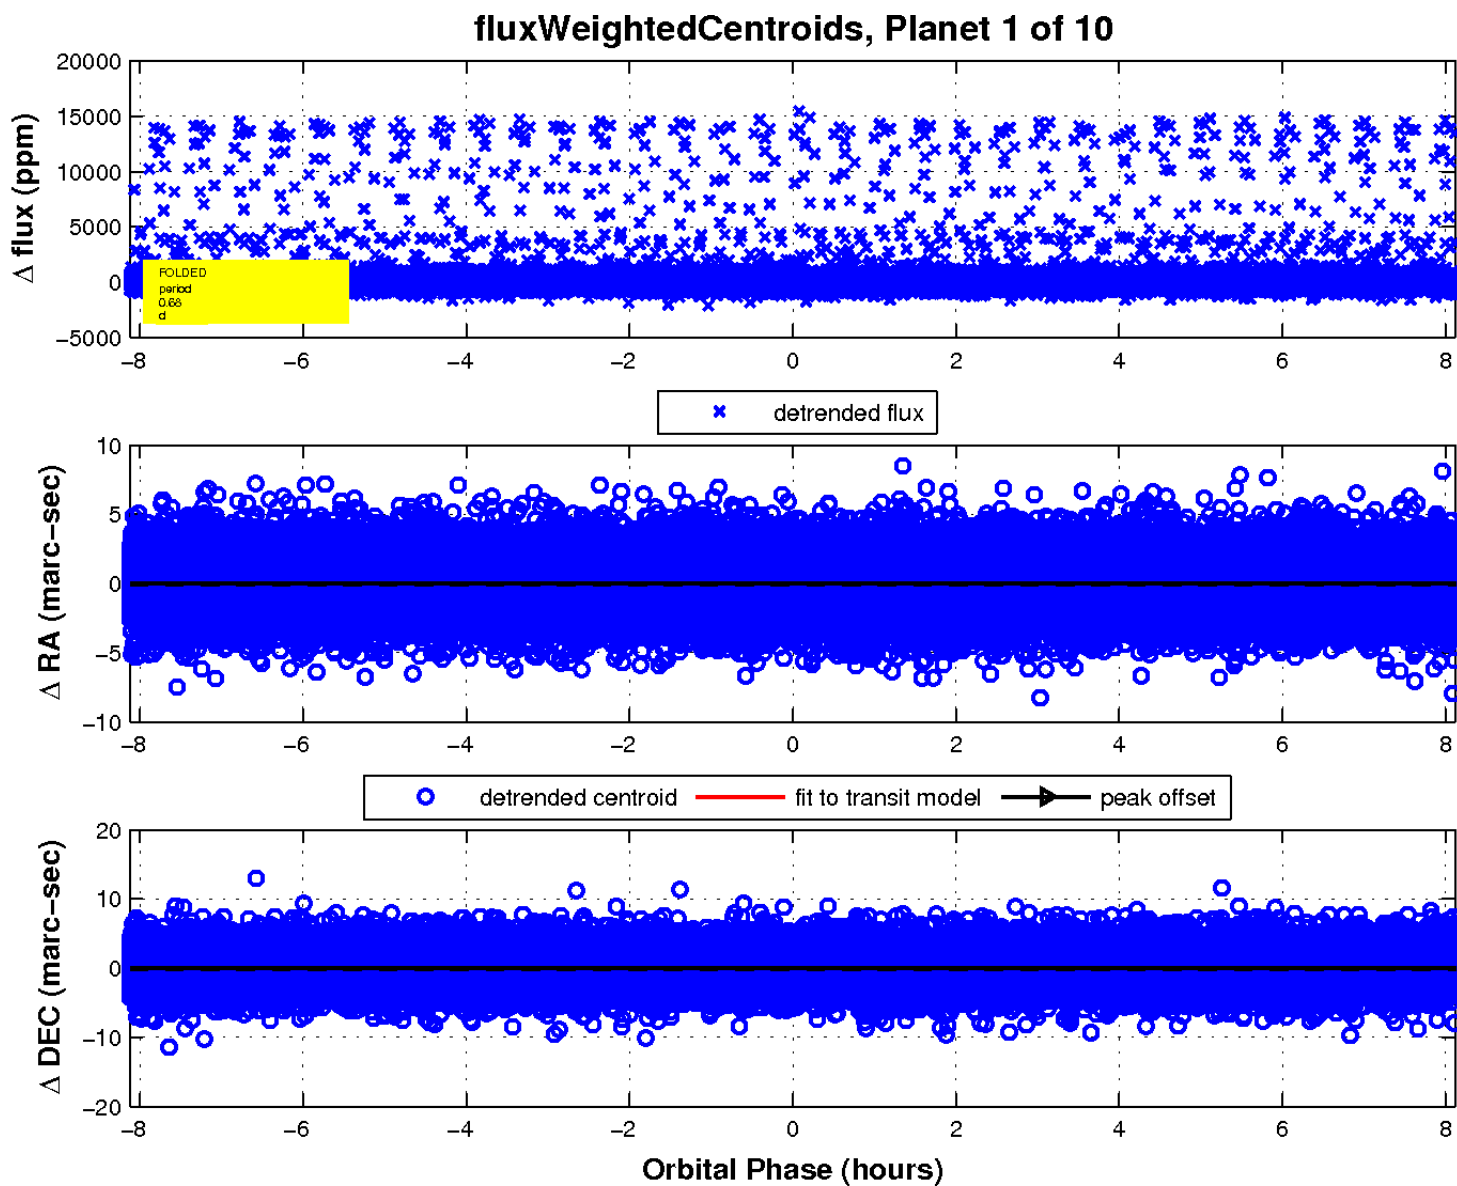 fluxWeightedCentroids, Planet 1 of 10
Δ flux (ppm)
20000
15000
10000
5000
0
−5000
FOLDED
period
0.68
d
−8 −6 −4 −2 0 2 4 6 8
detrended flux
Δ RA (marc−sec)
10
5
0
−5
−10
−8 −6 −4 −2 0 2 4 6 8
detrended centroid fit to transit model peak offset
Δ DEC (marc−sec)
20
10
0
−10
−20
−8 −6 −4 −2 0 2 4 6 8
Orbital Phase (hours)